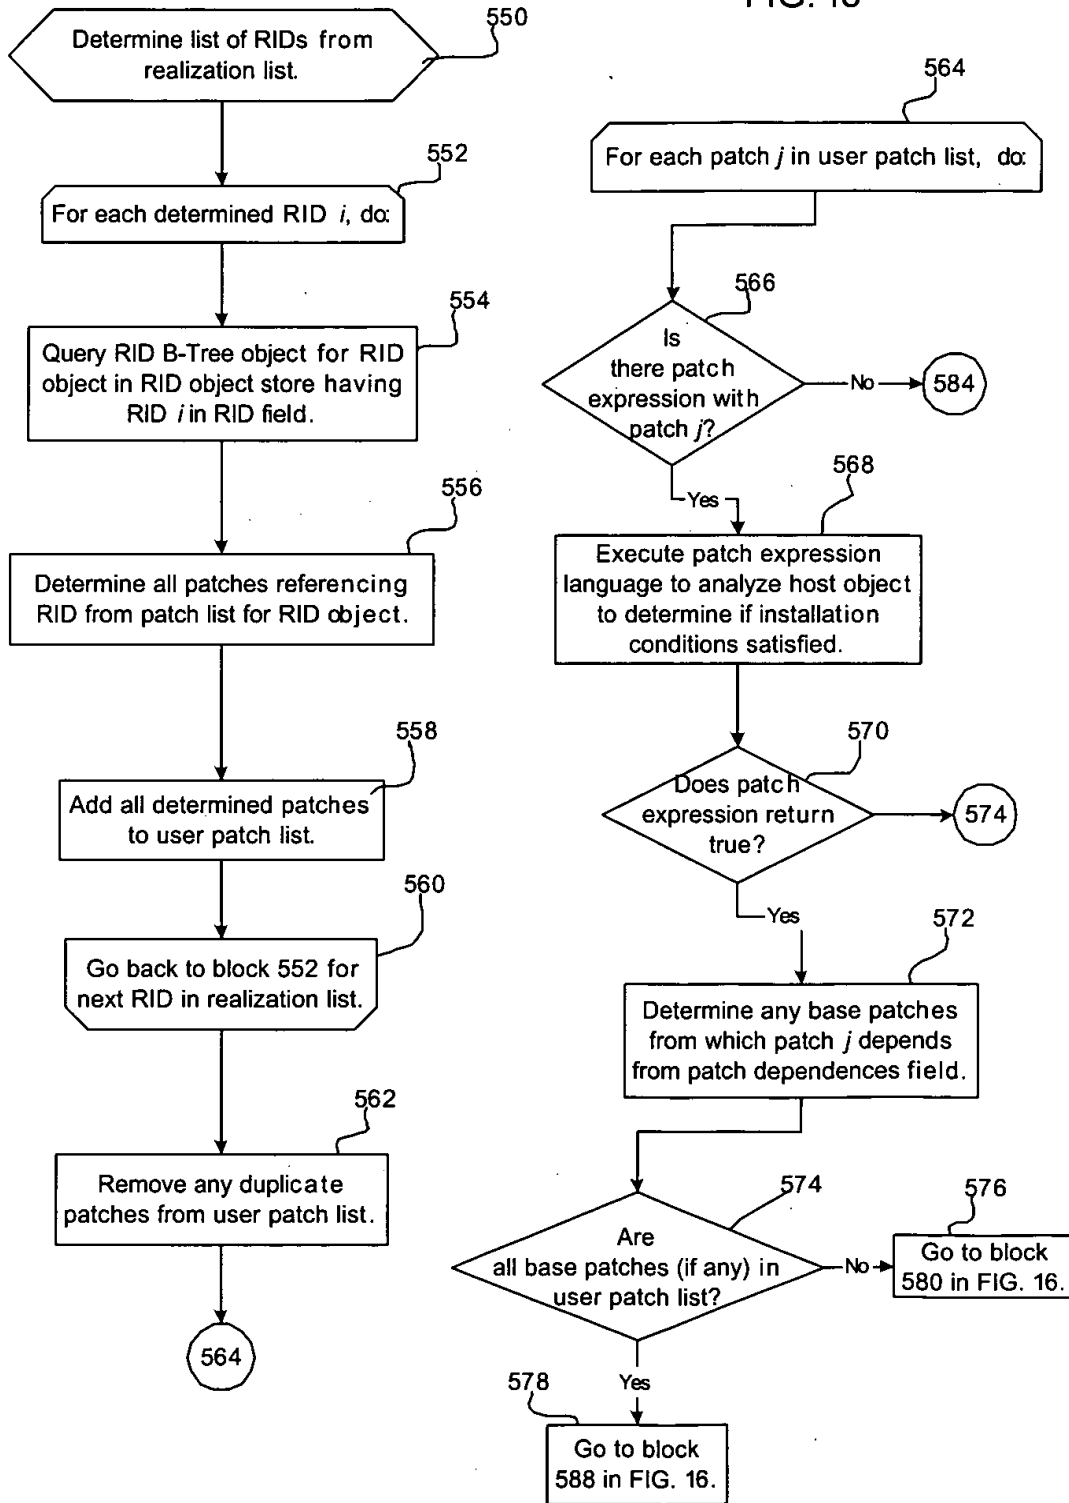 550
Determine list of RIDs from
realization list.
552
For each determined RID i, do:
554
Query RID B-Tree object for RID
object in RID object store having
RID i in RID field.
556
Determine all patches referencing
RID from patch list for RID object.
558
Add all determined patches
to user patch list.
560
Go back to block 552 for
next RID in realization list.
562
Remove any duplicate
patches from user patch list.
564
564
For each patch j in user patch list, do:
566
Is
there patch
expression with
patch j?
No
584
Yes
568
Execute patch expression
language to analyze host object
to determine if installation
conditions satisfied.
570
Does patch
expression return
true?
574
Yes
572
Determine any base patches
from which patch j depends
from patch dependences field.
574
Are
all base patches (if any) in
user patch list?
No
576
Go to block
580 in FIG. 16.
Yes
578
Go to block
588 in FIG. 16.